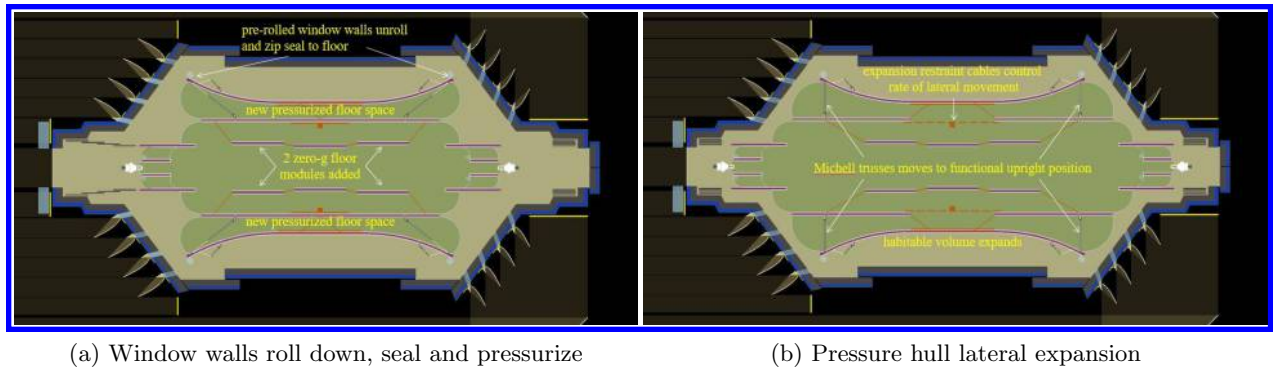 pre-rolled window walls unroll
and zip seal to floor
new pressurized floor space
2 zero-g floor
modules added
new pressurized floor space
expansion restraint cables control
rate of lateral movement
Michell trusses moves to functional upright position
habitable volume expands
(a) Window walls roll down, seal and pressurize
(b) Pressure hull lateral expansion